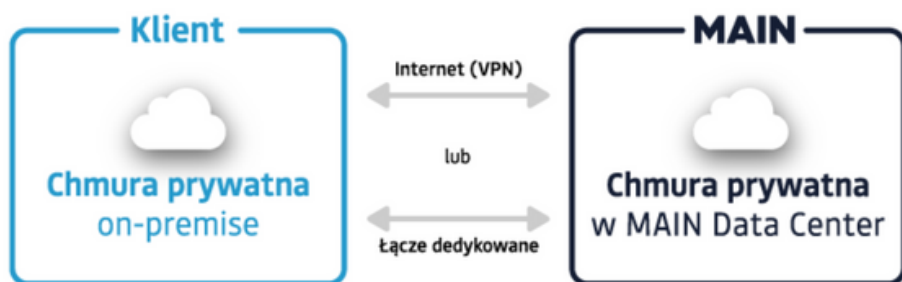 Klient
Chmura prywatna
on-premise
Internet (VPN)
lub
Łącze dedykowane
MAIN
Chmura prywatna
w MAIN Data Center